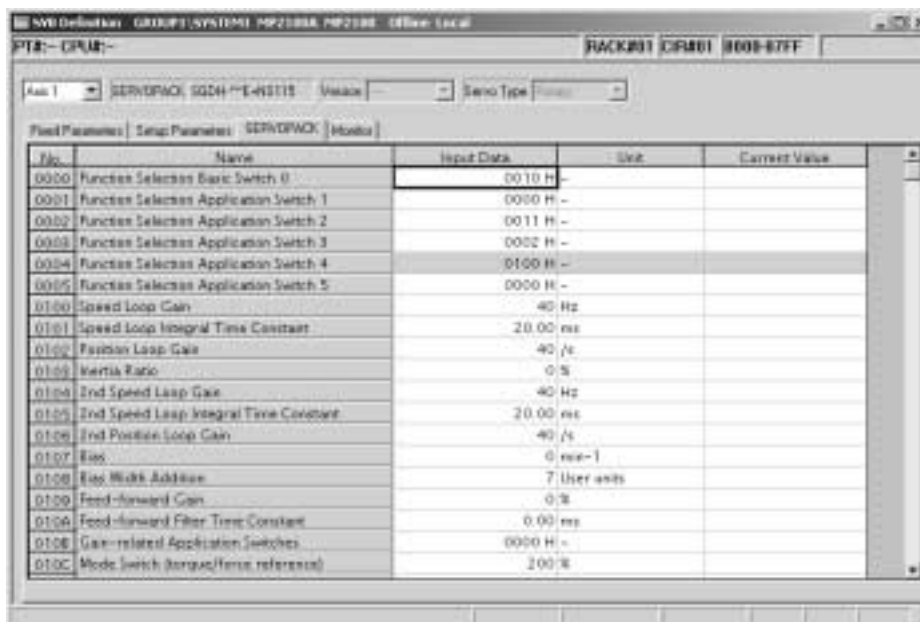 SVB Definition GROUP1\SYSTEM1 MP2100A MP2100 Offline Local
PT#:- CPU#:- RACK#01 CIR#01 8000-87FF
Axis 1 SERVOPACK SGDH-**E+NS115 Version Servo Type Rotary
Fixed Parameters Setup Parameters SERVOPACK Monitor
No. Name Input Data Unit Current Value
0000 Function Selection Basic Switch 0 0010 H -
0001 Function Selection Application Switch 1 0000 H -
0002 Function Selection Application Switch 2 0011 H -
0003 Function Selection Application Switch 3 0002 H -
0004 Function Selection Application Switch 4 0100 H -
0005 Function Selection Application Switch 5 0000 H -
0100 Speed Loop Gain 40 Hz
0101 Speed Loop Integral Time Constant 20.00 ms
0102 Position Loop Gain 40 /s
0103 Inertia Ratio 0 %
0104 2nd Speed Loop Gain 40 Hz
0105 2nd Speed Loop Integral Time Constant 20.00 ms
0106 2nd Position Loop Gain 40 /s
0107 Bias 0 min-1
0108 Bias Width Addition 7 User units
0109 Feed-forward Gain 0 %
010A Feed-forward Filter Time Constant 0.00 ms
010B Gain-related Application Switches 0000 H -
010C Mode Switch (torque/force reference) 200 %